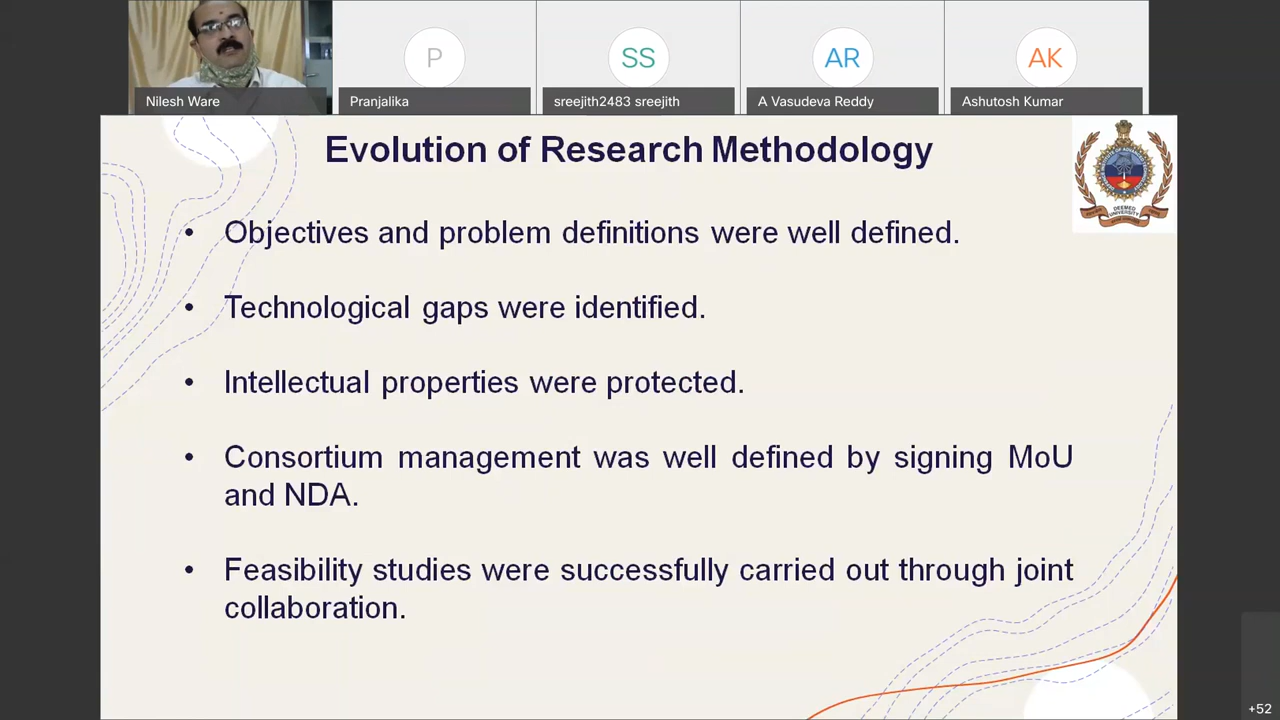 P
SS
AR
AK
Nilesh Ware
Pranjalika
sreejith2483 sreejith
A Vasudeva Reddy
Ashutosh Kumar
Evolution of Research Methodology
DEEMED
UNIVERSITY
• Objectives and problem definitions were well defined.
• Technological gaps were identified.
• Intellectual properties were protected.
• Consortium management was well defined by signing MoU
and NDA.
• Feasibility studies were successfully carried out through joint
collaboration.
+52